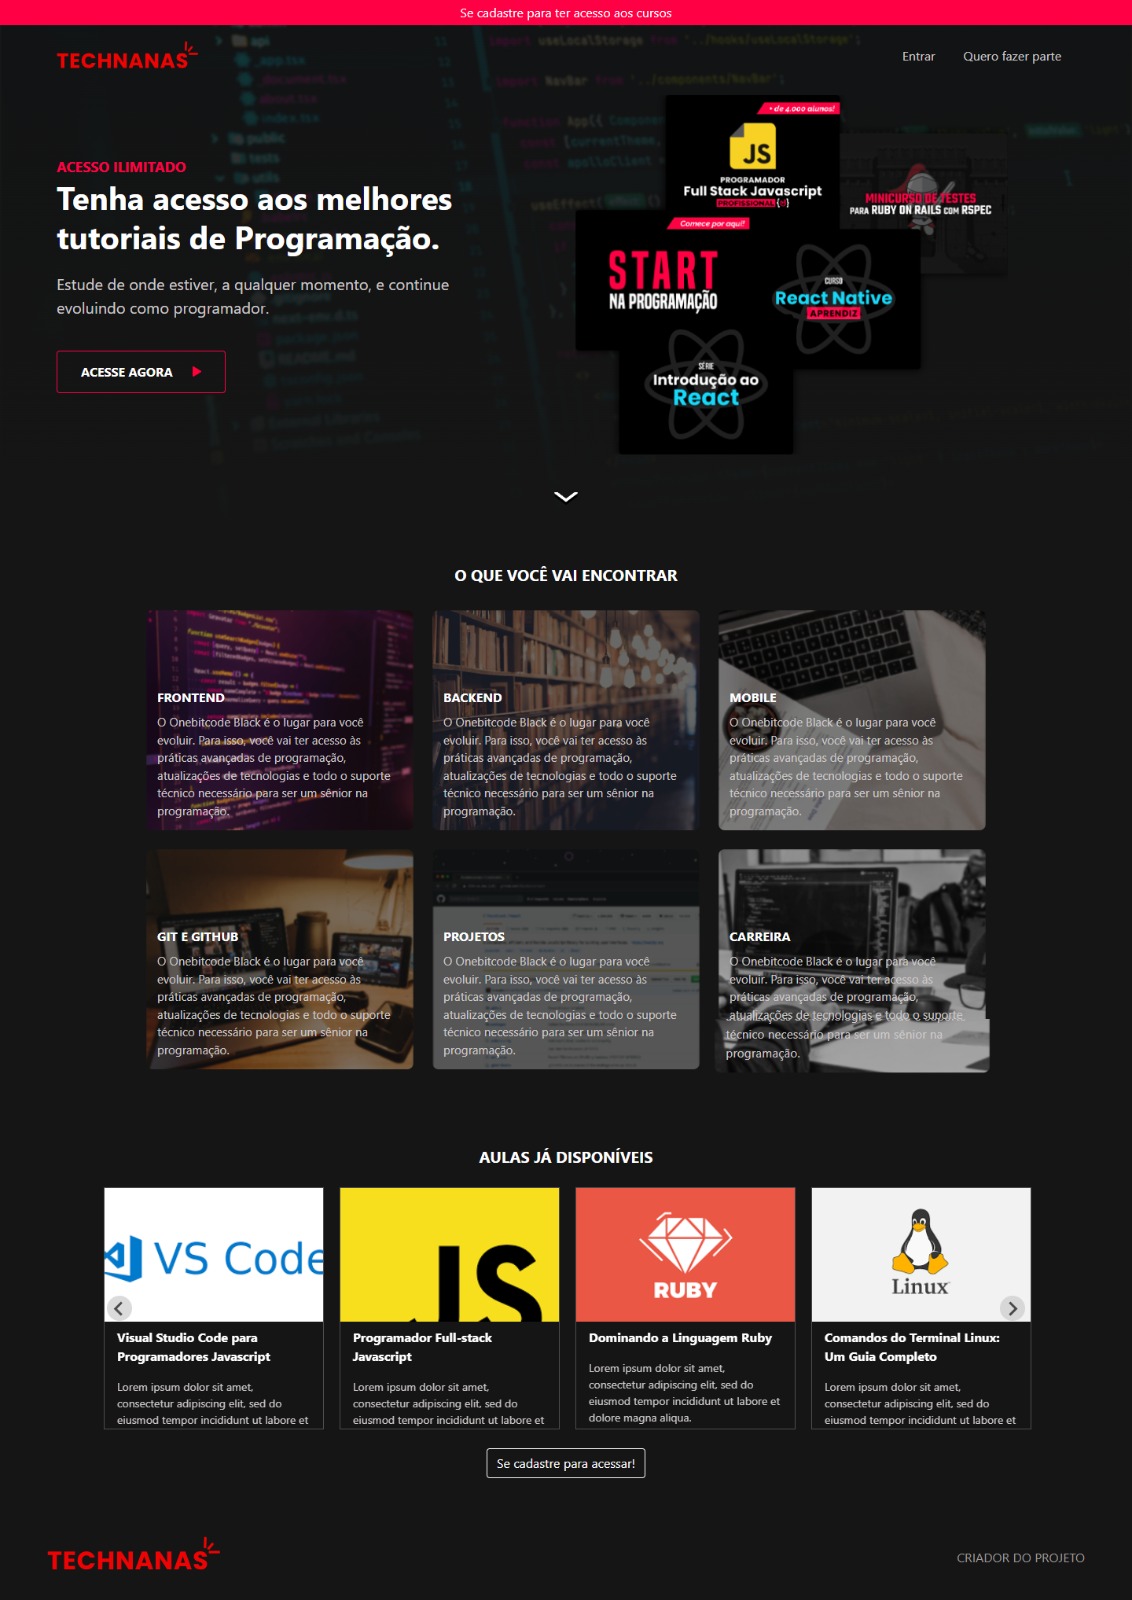 Se cadastre para ter acesso aos cursos
TECHNANAS
Entrar
Quero fazer parte
ACESSO ILIMITADO
Tenha acesso aos melhores
tutoriais de Programação.
Estude de onde estiver, a qualquer momento, e continue
evoluindo como programador.
ACESSE AGORA
+ de 4.000 alunos!
JS
PROGRAMADOR
Full Stack Javascript
PROFISSIONAL
MINICURSO DE TESTES
PARA RUBY ON RAILS COM RSPEC
Comece por aqui!
START
NA PROGRAMAÇÃO
CURSO
React Native
APRENDIZ
SÉRIE
Introdução ao
React
O QUE VOCÊ VAI ENCONTRAR
FRONTEND
O Onebitcode Black é o lugar para você
evoluir. Para isso, você vai ter acesso às
práticas avançadas de programação,
atualizações de tecnologias e todo o suporte
técnico necessário para ser um sênior na
programação.
BACKEND
O Onebitcode Black é o lugar para você
evoluir. Para isso, você vai ter acesso às
práticas avançadas de programação,
atualizações de tecnologias e todo o suporte
técnico necessário para ser um sênior na
programação.
MOBILE
O Onebitcode Black é o lugar para você
evoluir. Para isso, você vai ter acesso às
práticas avançadas de programação,
atualizações de tecnologias e todo o suporte
técnico necessário para ser um sênior na
programação.
GIT E GITHUB
O Onebitcode Black é o lugar para você
evoluir. Para isso, você vai ter acesso às
práticas avançadas de programação,
atualizações de tecnologias e todo o suporte
técnico necessário para ser um sênior na
programação.
PROJETOS
O Onebitcode Black é o lugar para você
evoluir. Para isso, você vai ter acesso às
práticas avançadas de programação,
atualizações de tecnologias e todo o suporte
técnico necessário para ser um sênior na
programação.
CARREIRA
O Onebitcode Black é o lugar para você
evoluir. Para isso, você vai ter acesso às
práticas avançadas de programação,
atualizações de tecnologias e todo o suporte
técnico necessário para ser um sênior na
programação.
AULAS JÁ DISPONÍVEIS
VS Code
Visual Studio Code para
Programadores Javascript
Lorem ipsum dolor sit amet,
consectetur adipiscing elit, sed do
eiusmod tempor incididunt ut labore et
JS
Programador Full-stack
Javascript
Lorem ipsum dolor sit amet,
consectetur adipiscing elit, sed do
eiusmod tempor incididunt ut labore et
RUBY
Dominando a Linguagem Ruby
Lorem ipsum dolor sit amet,
consectetur adipiscing elit, sed do
eiusmod tempor incididunt ut labore et
dolore magna aliqua.
Linux
Comandos do Terminal Linux:
Um Guia Completo
Lorem ipsum dolor sit amet,
consectetur adipiscing elit, sed do
eiusmod tempor incididunt ut labore et
Se cadastre para acessar!
TECHNANAS
CRIADOR DO PROJETO